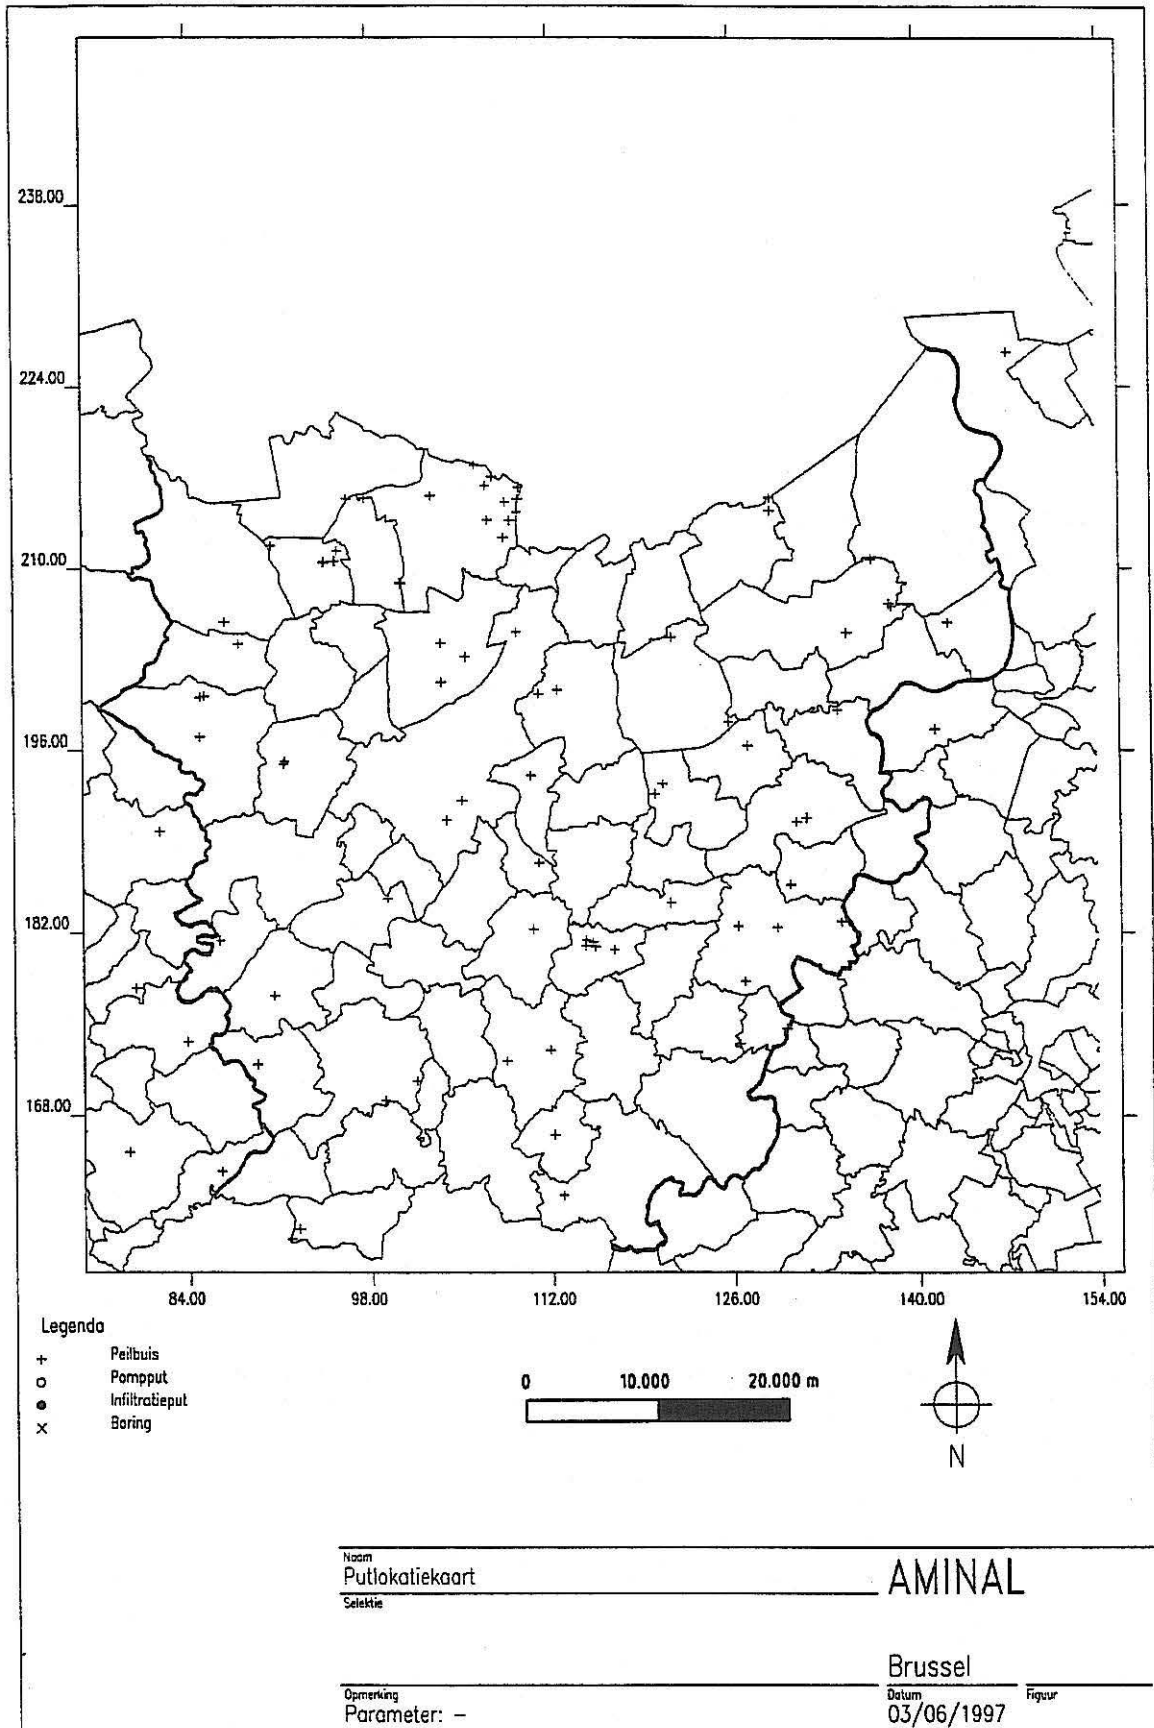 238.00
224.00
210.00
196.00
182.00
168.00
84.00 98.00 112.00 126.00 140.00 154.00
Legenda
+ Peilbuis
o Pompput
● Infiltratieput
x Boring
0 10.000 20.000 m
N
Naam
Putlokatiekaart
AMINAL
Selektie
Brussel
Opmerking
Parameter: -
Datum
03/06/1997
Figuur